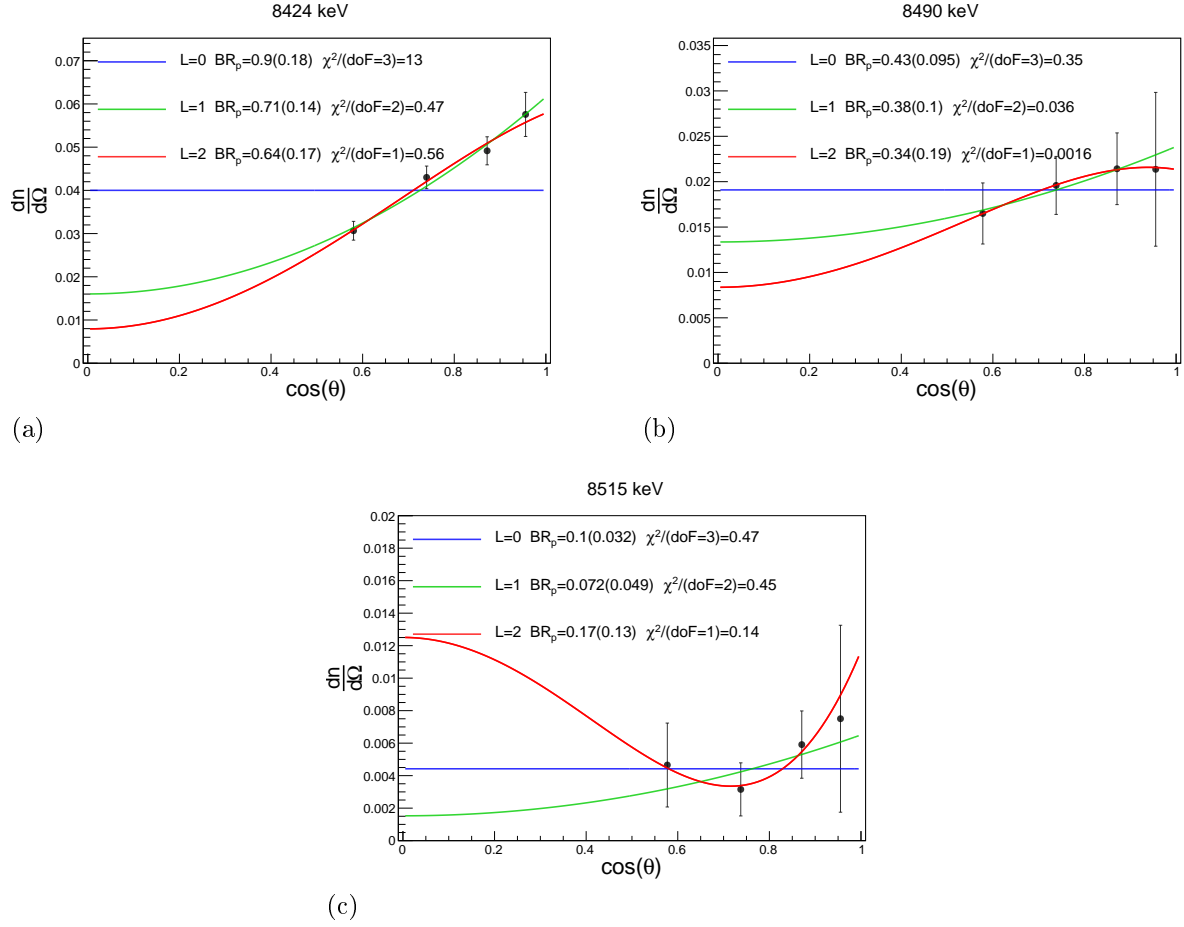 8424 keV
L=0 BRp=0.9(0.18) χ²/(doF=3)=13
L=1 BRp=0.71(0.14) χ²/(doF=2)=0.47
L=2 BRp=0.64(0.17) χ²/(doF=1)=0.56
dn
dΩ
0.07
0.06
0.05
0.04
0.03
0.02
0.01
0
0 0.2 0.4 0.6 0.8 1
cos(θ)
(a)
8490 keV
L=0 BRp=0.43(0.095) χ²/(doF=3)=0.35
L=1 BRp=0.38(0.1) χ²/(doF=2)=0.036
L=2 BRp=0.34(0.19) χ²/(doF=1)=0.0016
dn
dΩ
0.035
0.03
0.025
0.02
0.015
0.01
0.005
0
0 0.2 0.4 0.6 0.8 1
cos(θ)
(b)
8515 keV
L=0 BRp=0.1(0.032) χ²/(doF=3)=0.47
L=1 BRp=0.072(0.049) χ²/(doF=2)=0.45
L=2 BRp=0.17(0.13) χ²/(doF=1)=0.14
dn
dΩ
0.02
0.018
0.016
0.014
0.012
0.01
0.008
0.006
0.004
0.002
0
0 0.2 0.4 0.6 0.8 1
cos(θ)
(c)